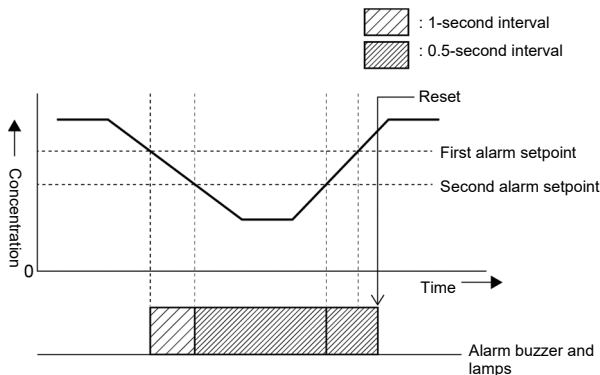 : 1-second interval
: 0.5-second interval
Reset
First alarm setpoint
Second alarm setpoint
Concentration
0
Time
Alarm buzzer and
lamps